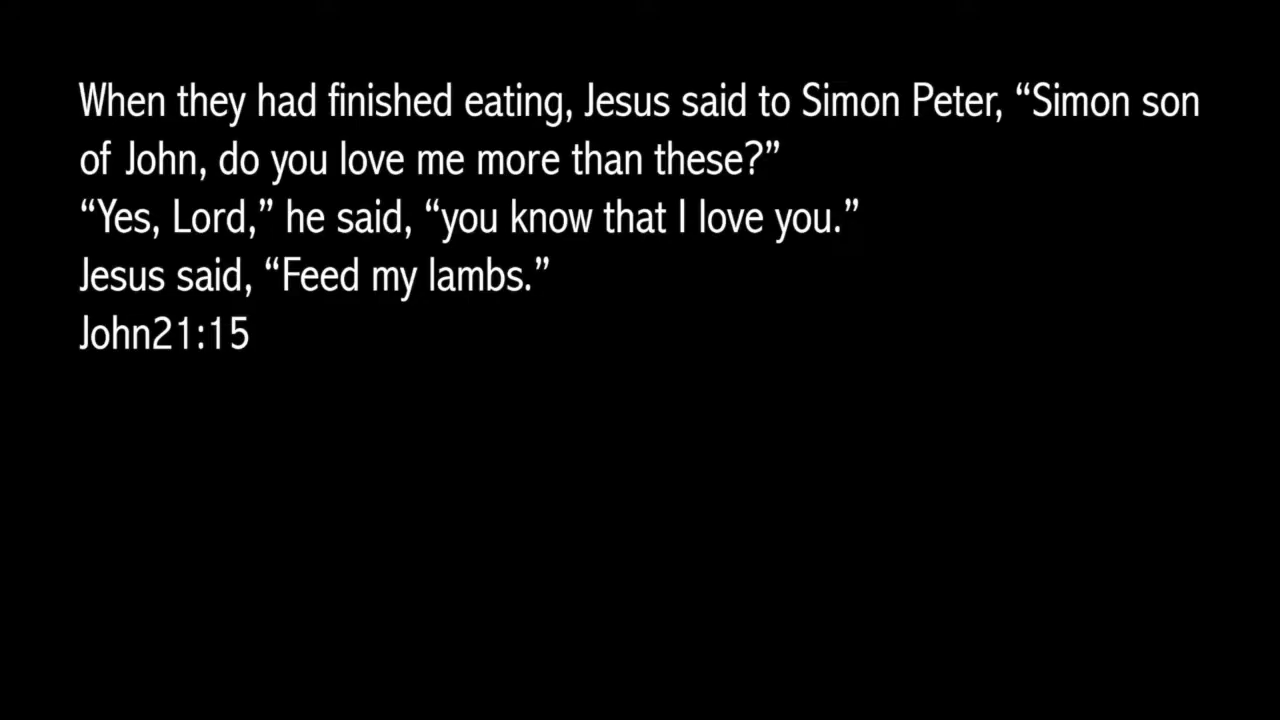 When they had finished eating, Jesus said to Simon Peter, “Simon son
of John, do you love me more than these?”
“Yes, Lord,” he said, “you know that I love you.”
Jesus said, “Feed my lambs.”
John21:15